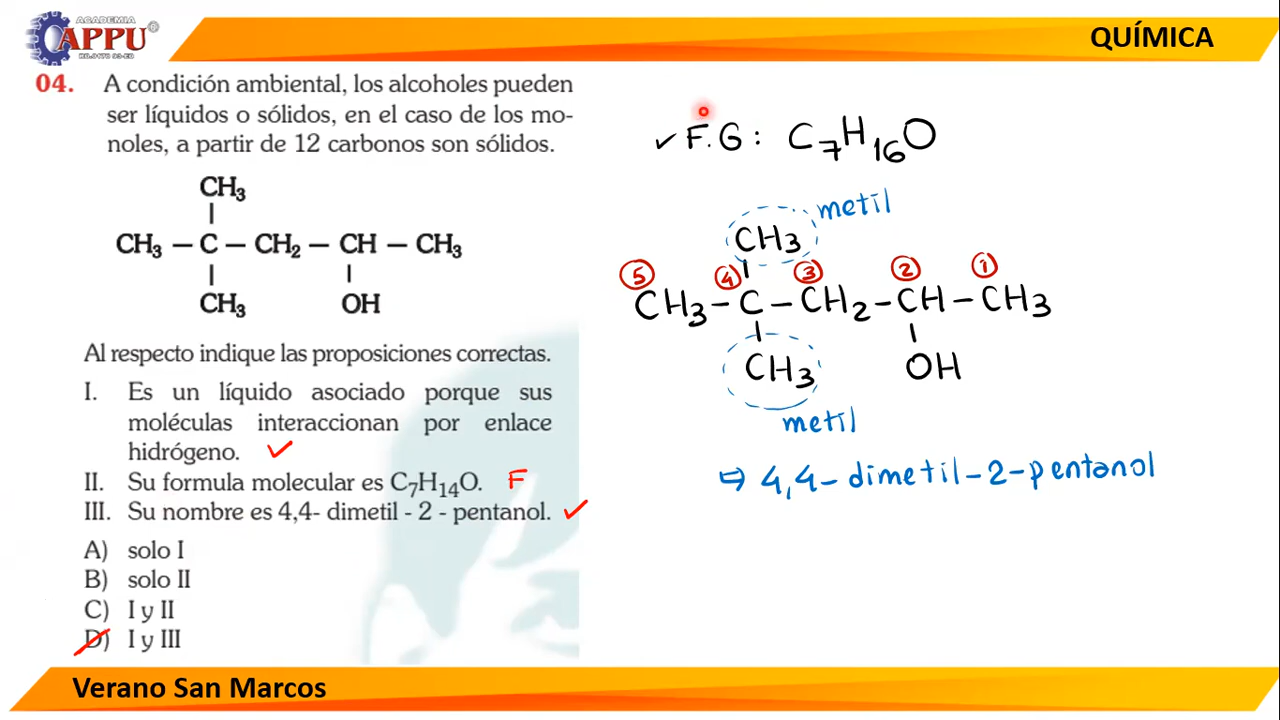 ACADEMIA
APPU
QUÍMICA
04. A condición ambiental, los alcoholes pueden
ser líquidos o sólidos, en el caso de los mo-
noles, a partir de 12 carbonos son sólidos.
CH₃
CH₃ – C – CH₂ – CH – CH₃
CH₃ OH
Al respecto indique las proposiciones correctas.
I. Es un líquido asociado porque sus
moléculas interaccionan por enlace
hidrógeno. ✓
II. Su formula molecular es C₇H₁₄O. F
III. Su nombre es 4,4- dimetil - 2 - pentanol. ✓
A) solo I
B) solo II
C) I y II
D) I y III
✓ F.G: C₇H₁₆O
metil
CH₃
5 4 3 2 1
CH₃ – C – CH₂ – CH – CH₃
CH₃ OH
metil
⇒ 4,4- dimetil-2-pentanol
Verano San Marcos